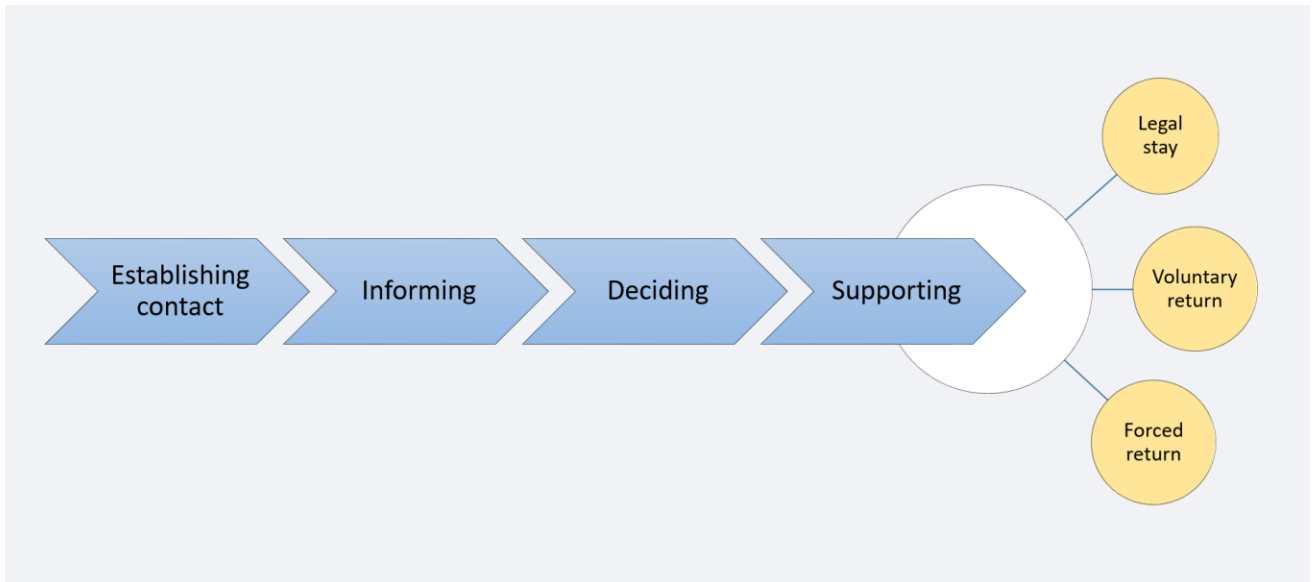 Establishing
contact
Informing
Deciding
Supporting
Legal
stay
Voluntary
return
Forced
return